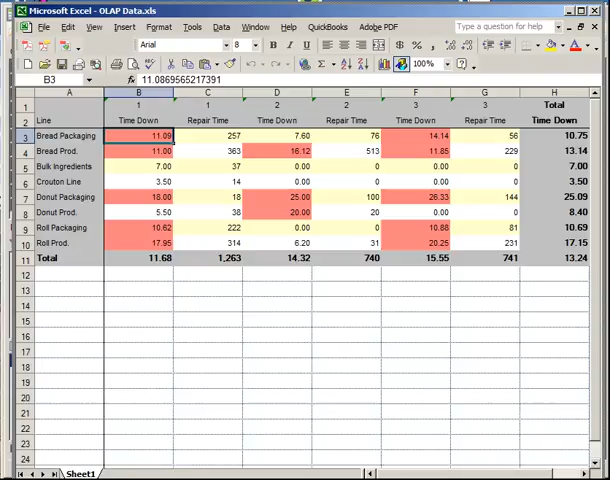 Microsoft Excel - OLAP Data.xls
File Edit View Insert Format Tools Data Window Help QuickBooks Adobe PDF Type a question for help
Arial 8 B I U $ % ,
Σ 100%
B3 11.0869565217391
A B C D E F G H
1 1 1 2 2 3 3 Total
2 Line Time Down Repair Time Time Down Repair Time Time Down Repair Time Time Down
3 Bread Packaging 11.09 257 7.60 76 14.14 56 10.75
4 Bread Prod. 11.00 363 16.12 513 11.85 229 13.14
5 Bulk Ingredients 7.00 37 0.00 0 0.00 0 7.00
6 Crouton Line 3.50 14 0.00 0 0.00 0 3.50
7 Donut Packaging 18.00 18 25.00 100 26.33 144 25.09
8 Donut Prod. 5.50 38 20.00 20 0.00 0 8.40
9 Roll Packaging 10.62 222 0.00 0 10.88 81 10.69
10 Roll Prod. 17.95 314 6.20 31 20.25 231 17.15
11 Total 11.68 1,263 14.32 740 15.55 741 13.24
12
13
14
15
16
17
18
19
20
21
22
23
24
Sheet1